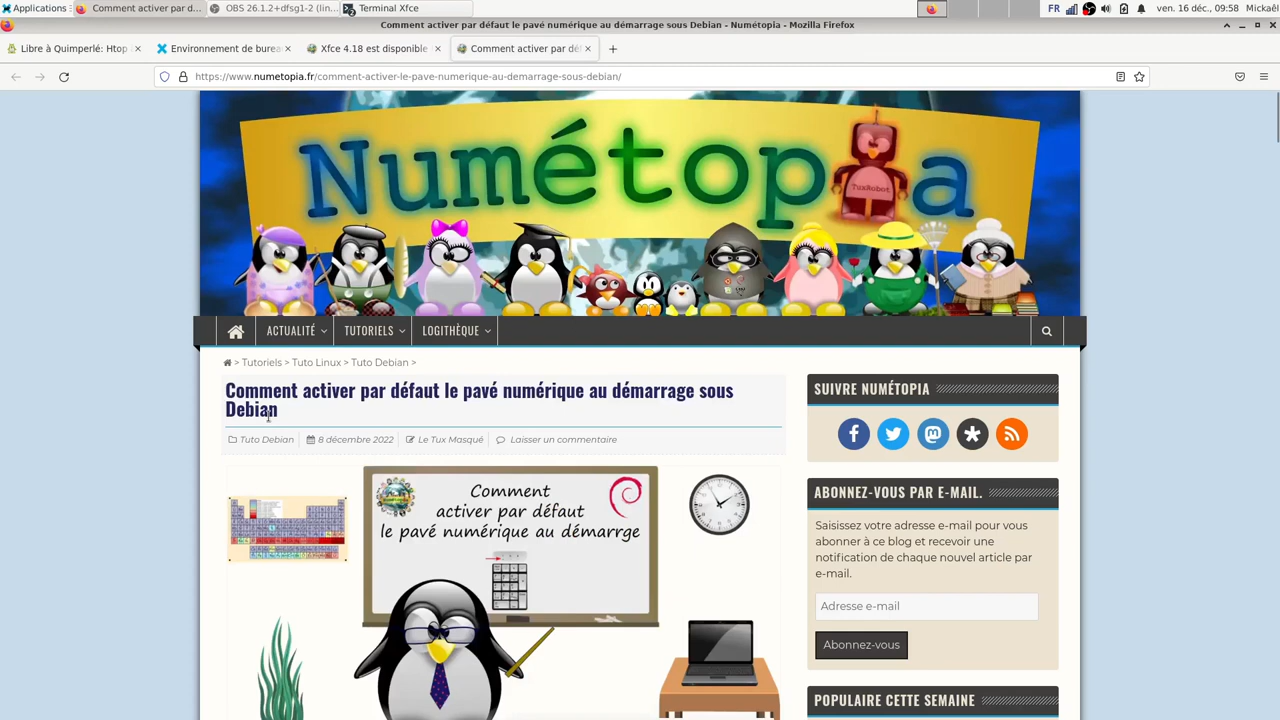 Applications
Comment activer par d...
OBS 26.1.2+dfsg1-2 (lin...
Terminal Xfce
FR
ven. 16 déc., 09:58
Mickaël
Comment activer par défaut le pavé numérique au démarrage sous Debian - Numétopia - Mozilla Firefox
Libre à Quimperlé: Htop
Environnement de bure
Xfce 4.18 est disponible
Comment activer par déf
https://www.numetopia.fr/comment-activer-le-pave-numerique-au-demarrage-sous-debian/
Numétopia
TuxRobot
ACTUALITÉ
TUTORIELS
LOGITHÈQUE
> Tutoriels > Tuto Linux > Tuto Debian >
Comment activer par défaut le pavé numérique au démarrage sous
Debian
Tuto Debian
8 décembre 2022
Le Tux Masqué
Laisser un commentaire
Comment
activer par défaut
le pavé numérique au démarrge
SUIVRE NUMÉTOPIA
ABONNEZ-VOUS PAR E-MAIL.
Saisissez votre adresse e-mail pour vous
abonner à ce blog et recevoir une
notification de chaque nouvel article par
e-mail.
Adresse e-mail
Abonnez-vous
POPULAIRE CETTE SEMAINE